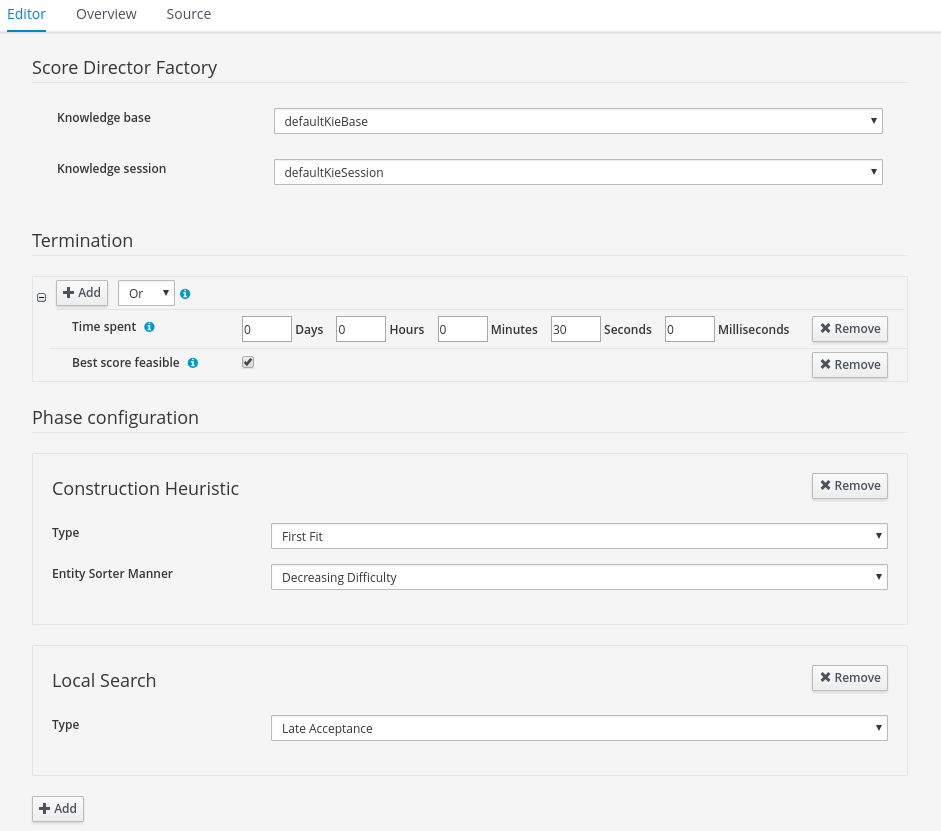 Editor Overview Source
Score Director Factory
Knowledge base defaultKieBase
Knowledge session defaultKieSession
Termination
Add Or
Time spent 0 Days 0 Hours 0 Minutes 30 Seconds 0 Milliseconds Remove
Best score feasible Remove
Phase configuration
Construction Heuristic Remove
Type First Fit
Entity Sorter Manner Decreasing Difficulty
Local Search Remove
Type Late Acceptance
Add